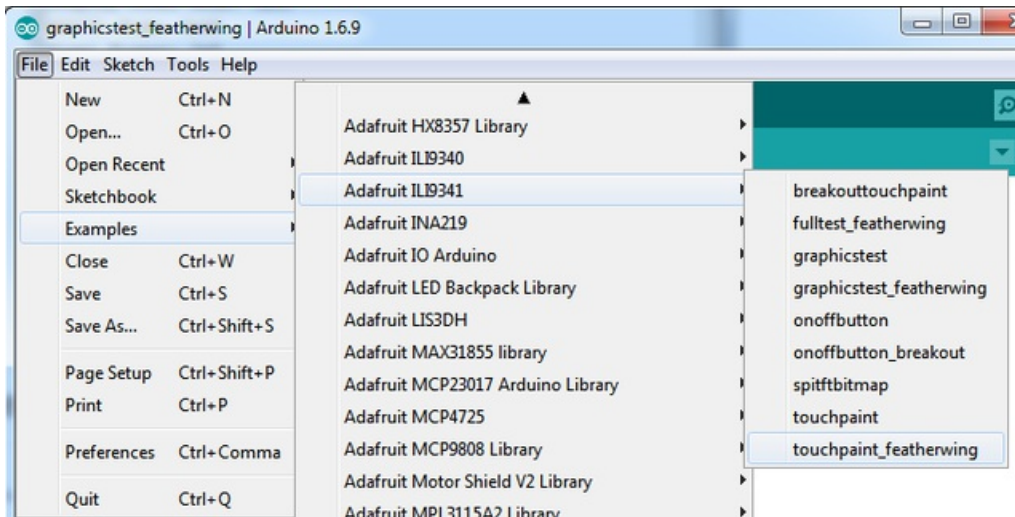 graphicstest_featherwing | Arduino 1.6.9
File Edit Sketch Tools Help
New Ctrl+N
Open... Ctrl+O
Open Recent
Sketchbook
Examples
Close Ctrl+W
Save Ctrl+S
Save As... Ctrl+Shift+S
Page Setup Ctrl+Shift+P
Print Ctrl+P
Preferences Ctrl+Comma
Quit Ctrl+Q
Adafruit HX8357 Library
Adafruit ILI9340
Adafruit ILI9341
Adafruit INA219
Adafruit IO Arduino
Adafruit LED Backpack Library
Adafruit LIS3DH
Adafruit MAX31855 library
Adafruit MCP23017 Arduino Library
Adafruit MCP4725
Adafruit MCP9808 Library
Adafruit Motor Shield V2 Library
Adafruit MPL3115A2 Library
breakouttouchpaint
fulltest_featherwing
graphicstest
graphicstest_featherwing
onoffbutton
onoffbutton_breakout
spitftbitmap
touchpaint
touchpaint_featherwing